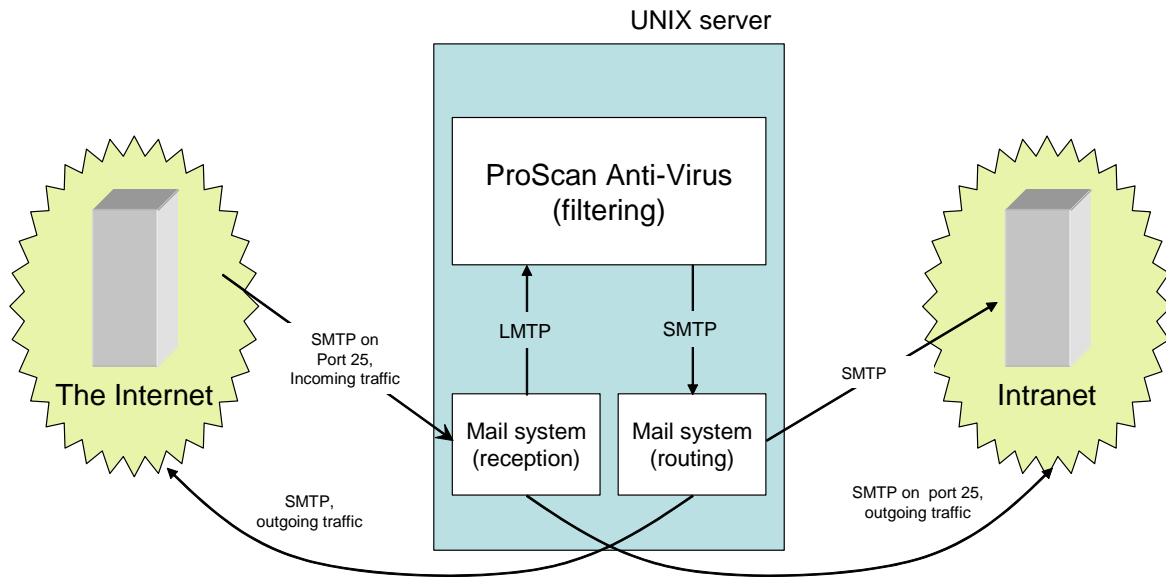 UNIX server
ProScan Anti-Virus
(filtering)
LMTP
SMTP
SMTP on
Port 25,
Incoming traffic
The Internet
SMTP
Intranet
Mail system
(reception)
Mail system
(routing)
SMTP,
outgoing traffic
SMTP on port 25,
outgoing traffic